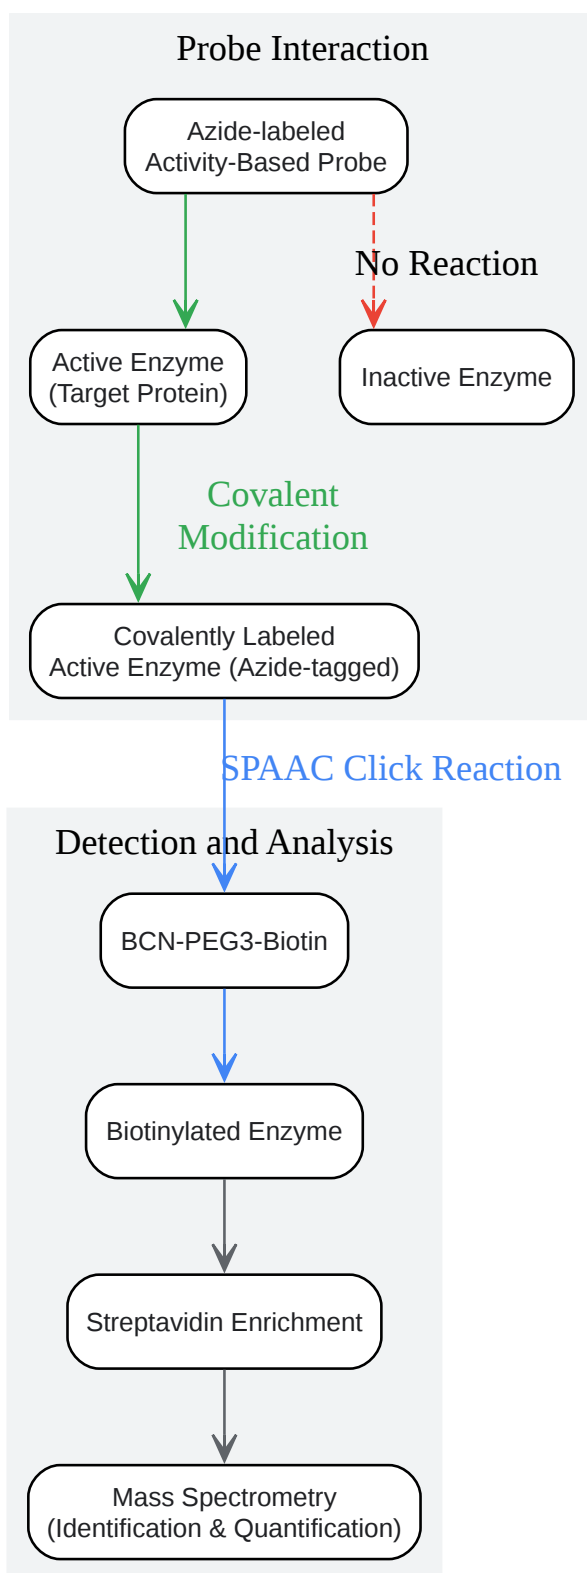 Probe Interaction
Azide-labeled
Activity-Based Probe
No Reaction
Active Enzyme
(Target Protein)
Inactive Enzyme
Covalent
Modification
Covalently Labeled
Active Enzyme (Azide-tagged)
SPAAC Click Reaction
Detection and Analysis
BCN-PEG3-Biotin
Biotinylated Enzyme
Streptavidin Enrichment
Mass Spectrometry
(Identification & Quantification)